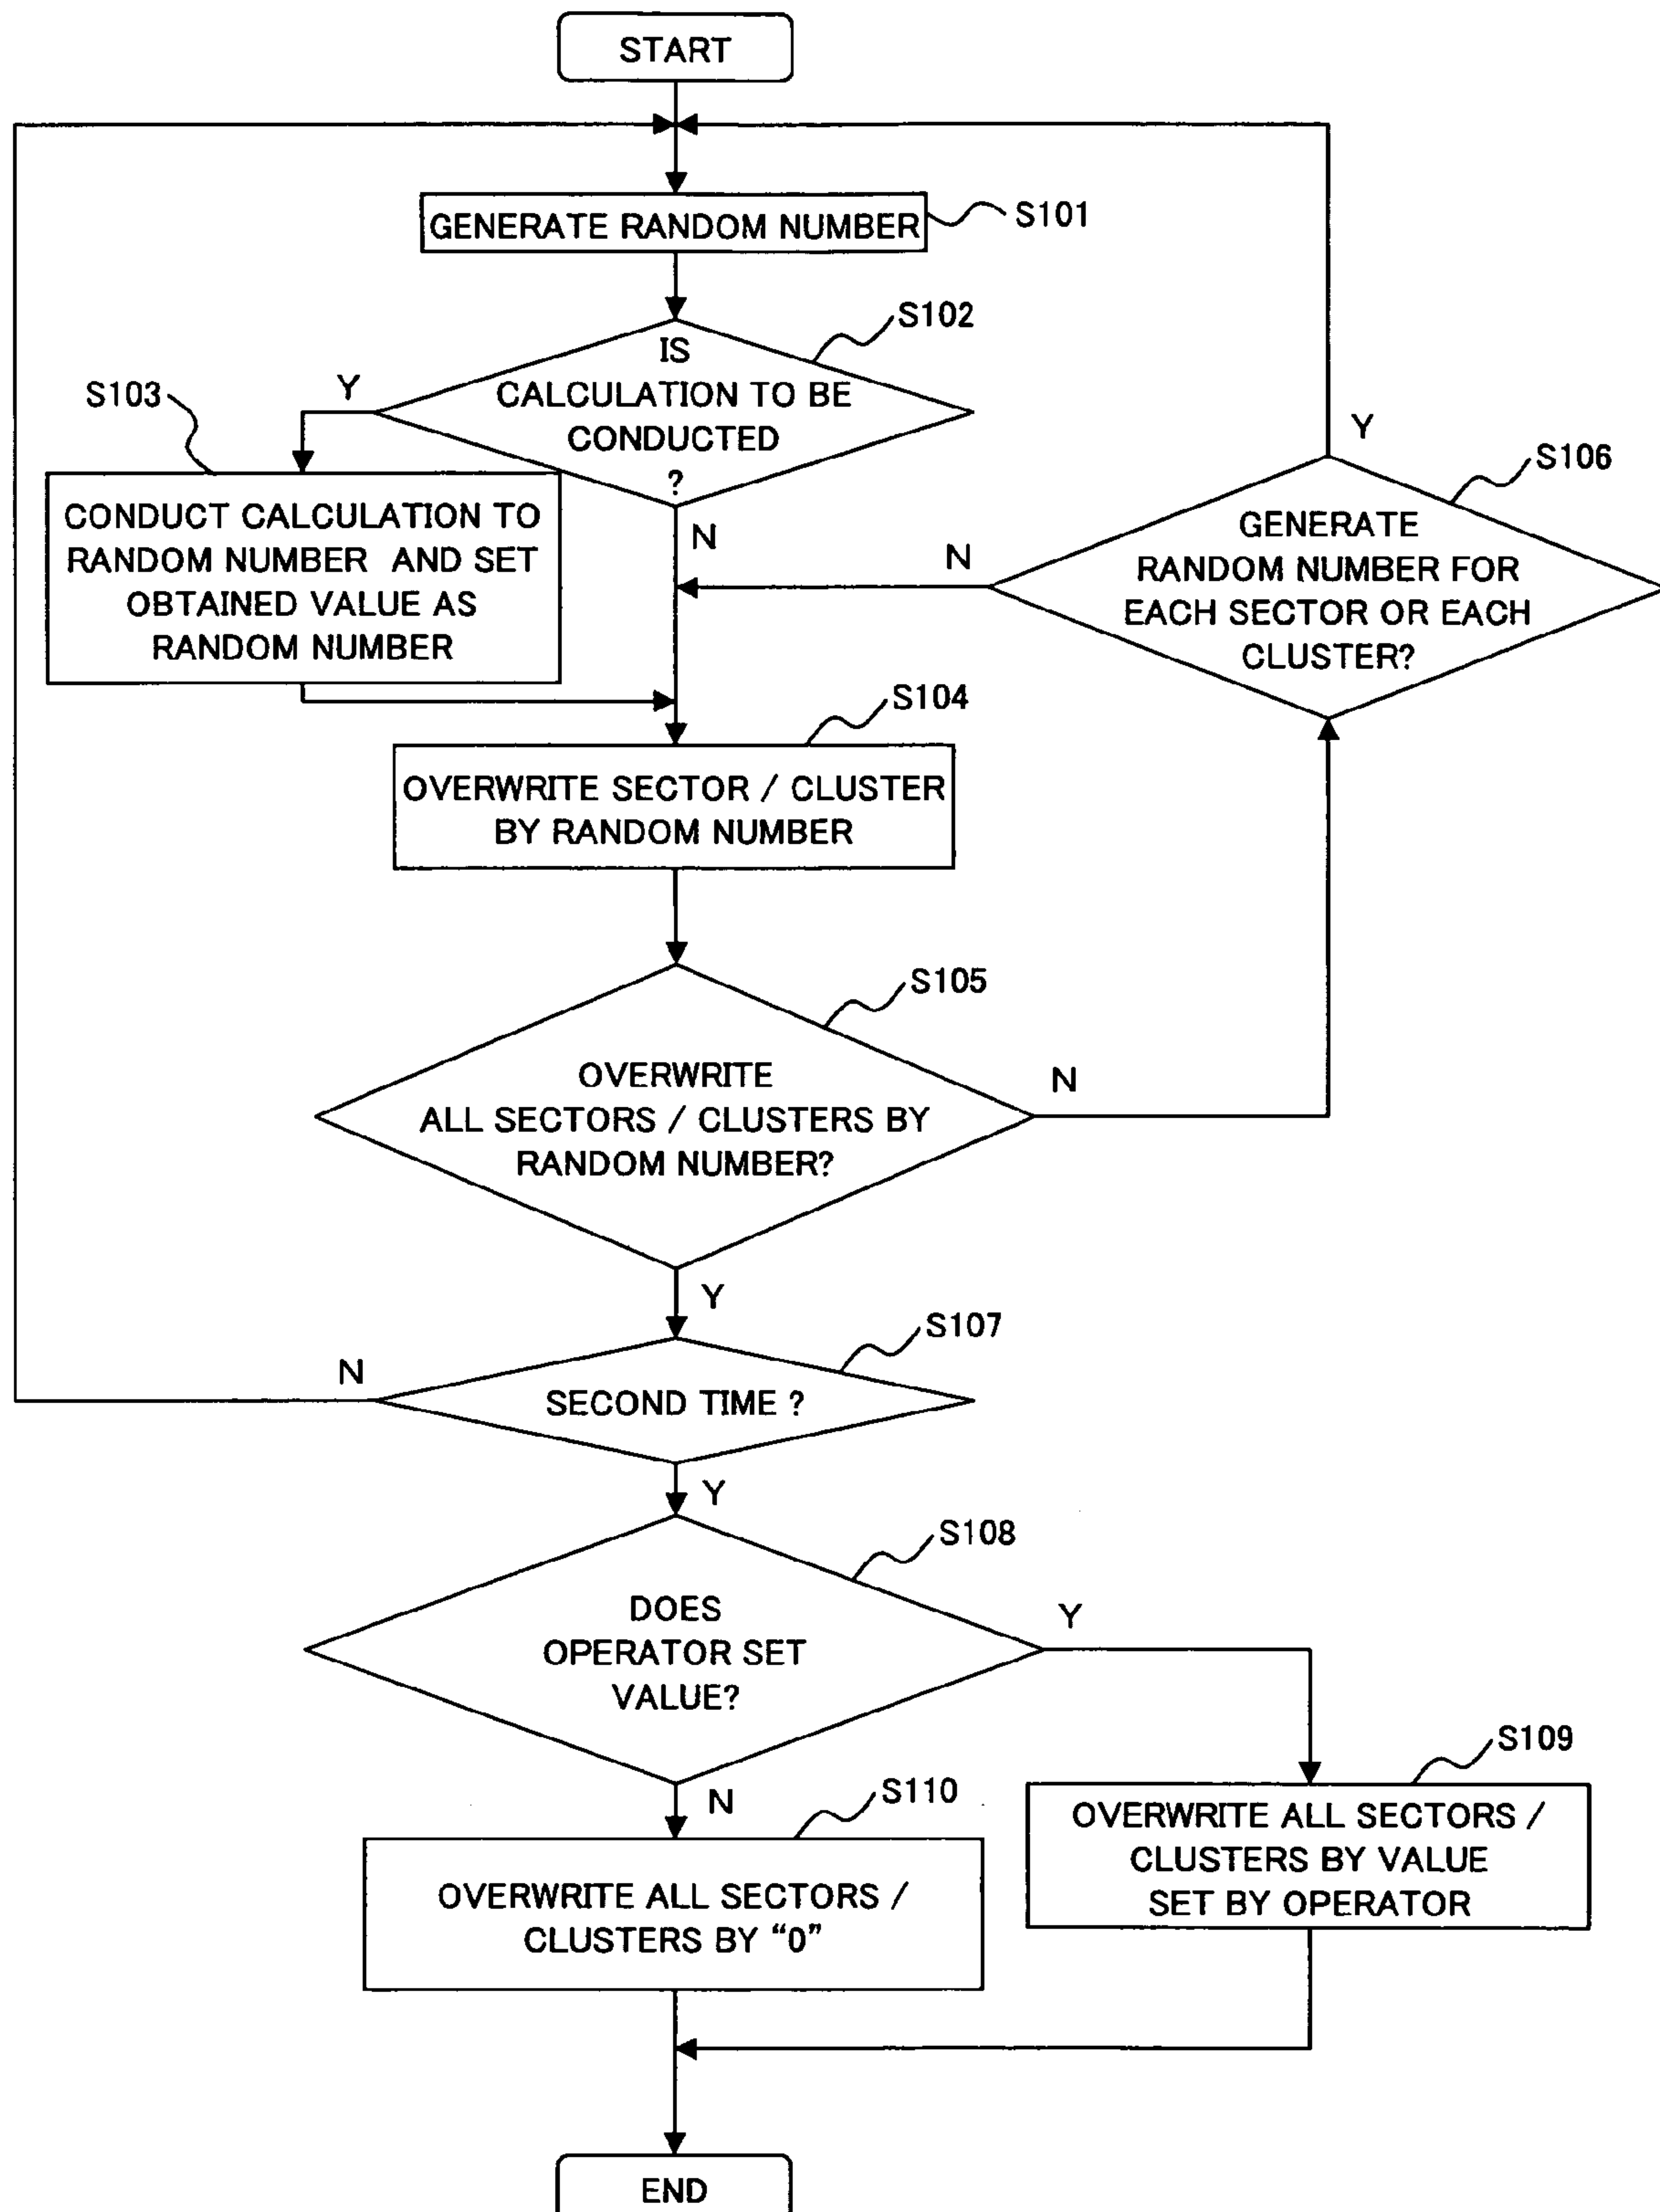 START
GENERATE RANDOM NUMBER
S101
S102
IS
CALCULATION TO BE
CONDUCTED
?
Y
N
S103
CONDUCT CALCULATION TO
RANDOM NUMBER AND SET
OBTAINED VALUE AS
RANDOM NUMBER
Y
S106
GENERATE
RANDOM NUMBER FOR
EACH SECTOR OR EACH
CLUSTER?
N
S104
OVERWRITE SECTOR / CLUSTER
BY RANDOM NUMBER
S105
OVERWRITE
ALL SECTORS / CLUSTERS BY
RANDOM NUMBER?
N
Y
S107
SECOND TIME ?
N
Y
S108
DOES
OPERATOR SET
VALUE?
Y
N
S109
OVERWRITE ALL SECTORS /
CLUSTERS BY VALUE
SET BY OPERATOR
S110
OVERWRITE ALL SECTORS /
CLUSTERS BY “0”
END